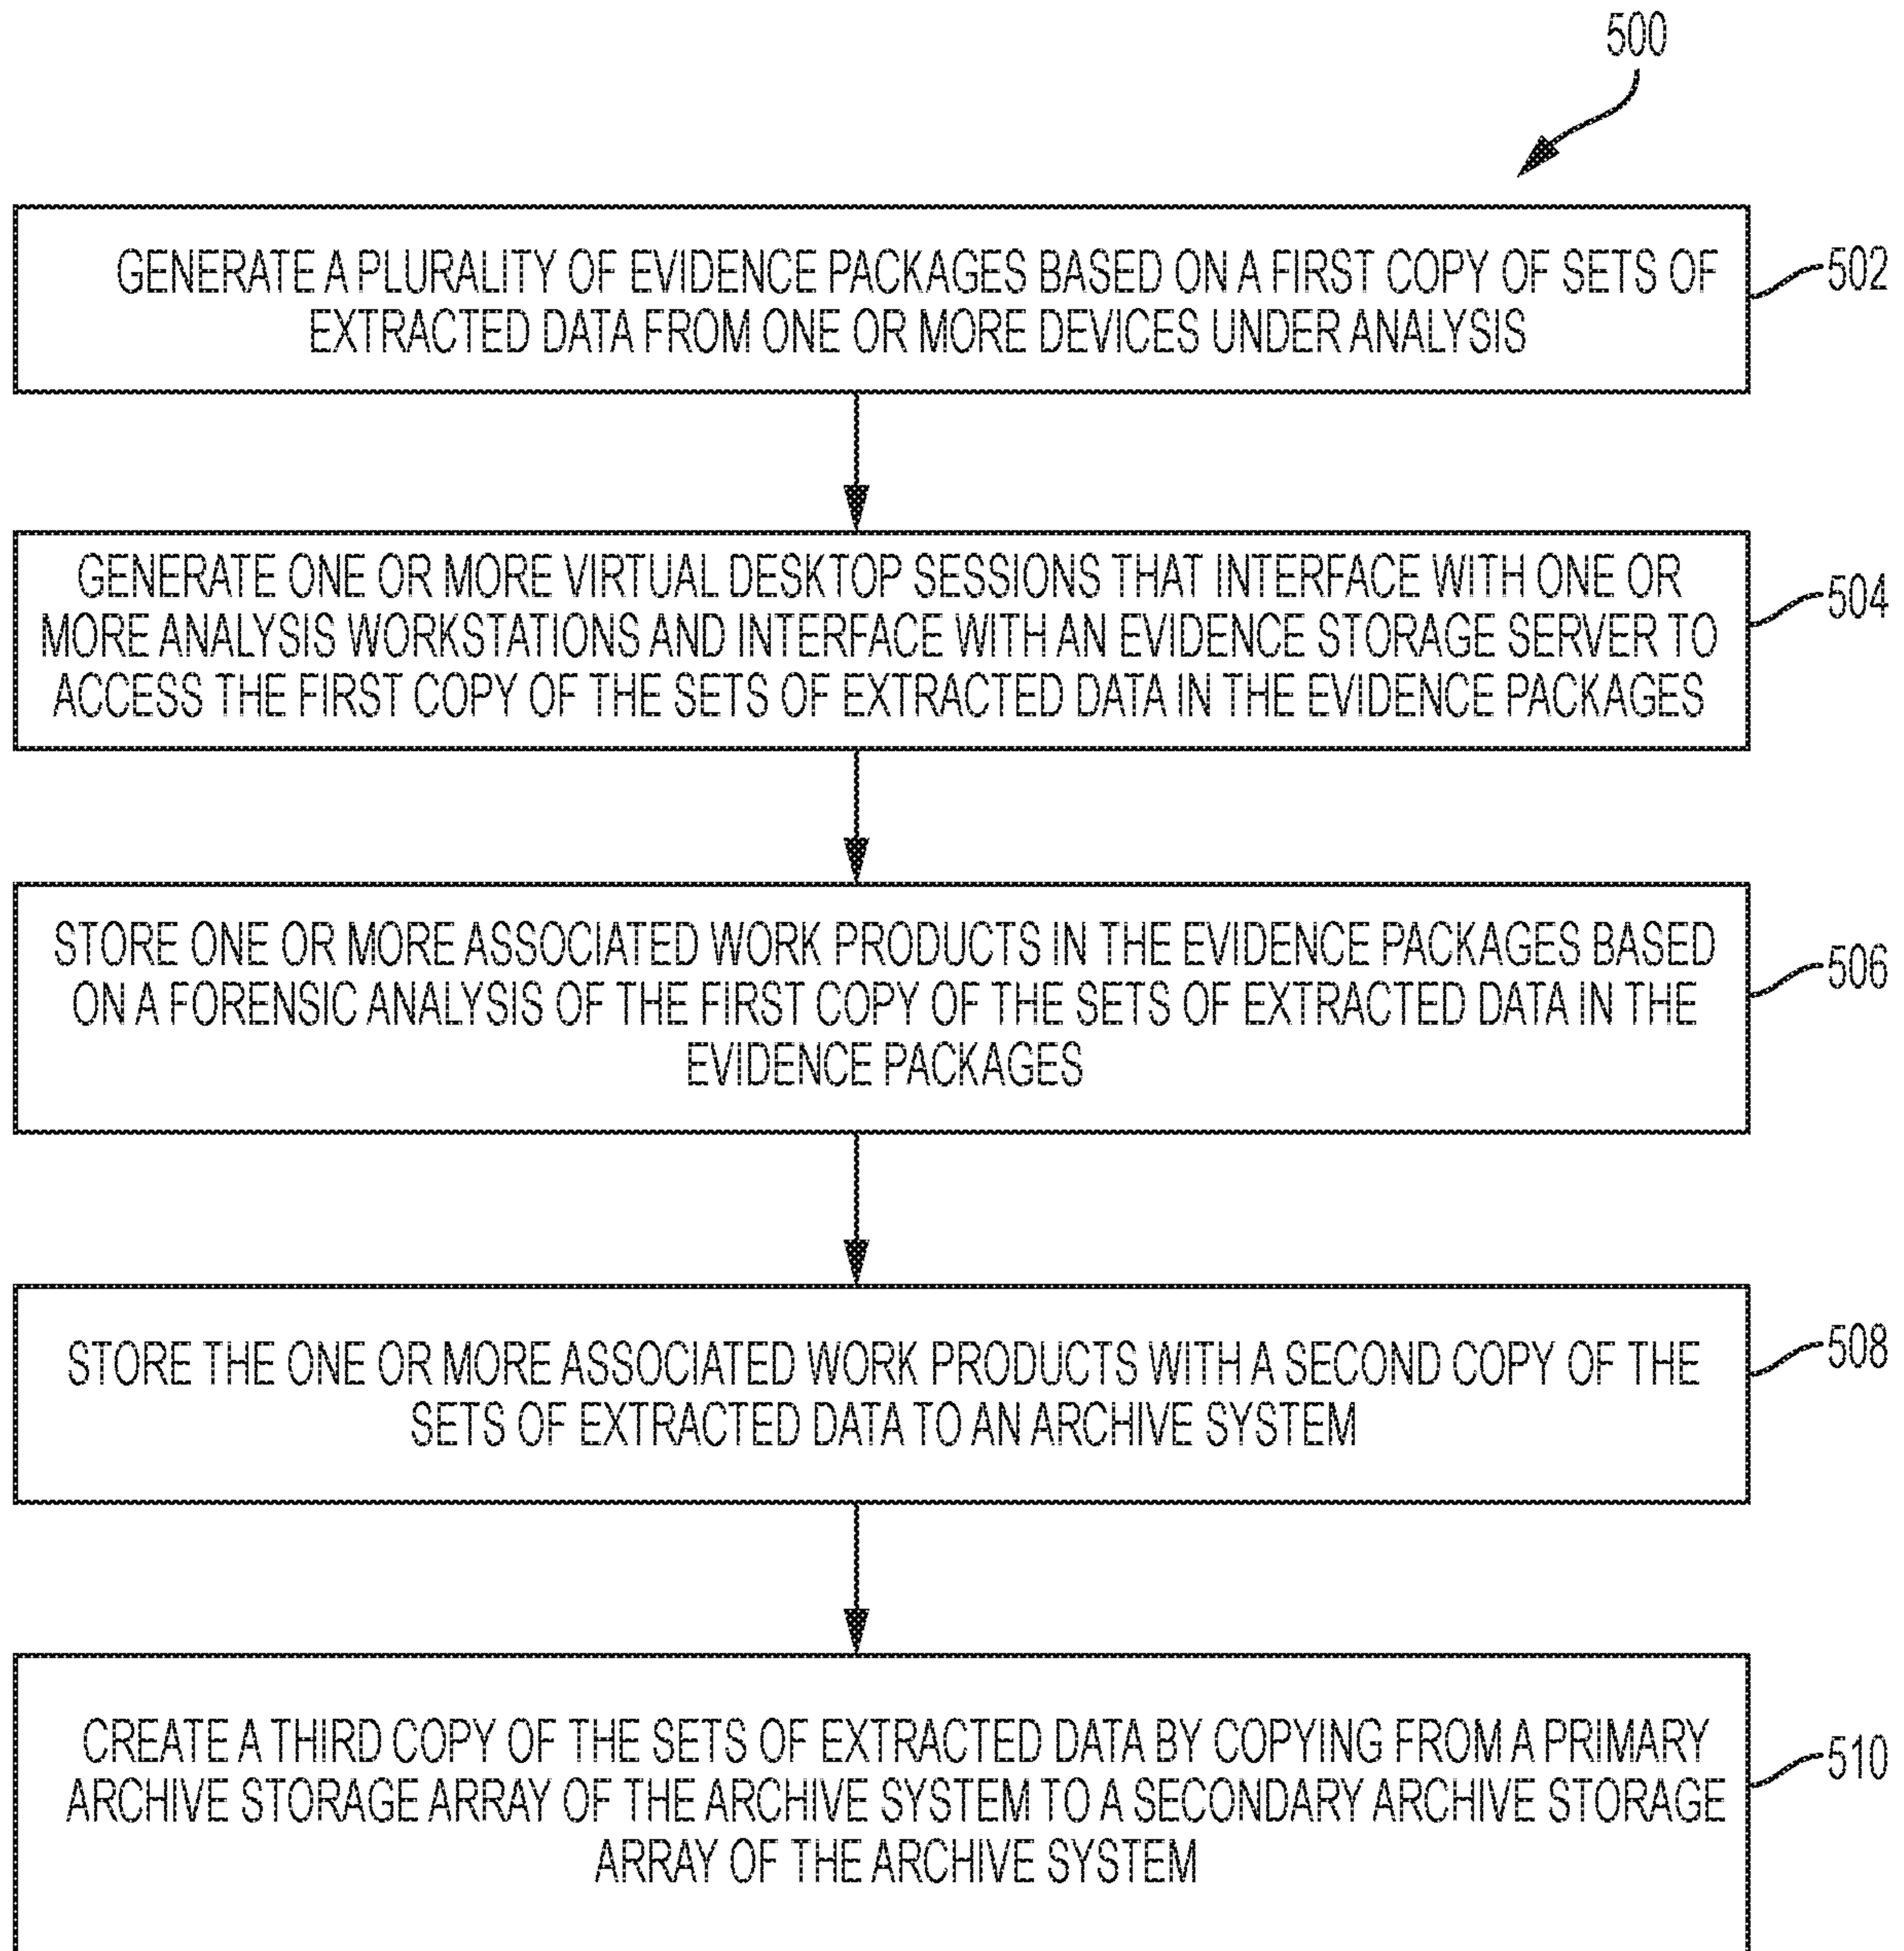 500
GENERATE A PLURALITY OF EVIDENCE PACKAGES BASED ON A FIRST COPY OF SETS OF
EXTRACTED DATA FROM ONE OR MORE DEVICES UNDER ANALYSIS
502
GENERATE ONE OR MORE VIRTUAL DESKTOP SESSIONS THAT INTERFACE WITH ONE OR
MORE ANALYSIS WORKSTATIONS AND INTERFACE WITH AN EVIDENCE STORAGE SERVER TO
ACCESS THE FIRST COPY OF THE SETS OF EXTRACTED DATA IN THE EVIDENCE PACKAGES
504
STORE ONE OR MORE ASSOCIATED WORK PRODUCTS IN THE EVIDENCE PACKAGES BASED
ON A FORENSIC ANALYSIS OF THE FIRST COPY OF THE SETS OF EXTRACTED DATA IN THE
EVIDENCE PACKAGES
506
STORE THE ONE OR MORE ASSOCIATED WORK PRODUCTS WITH A SECOND COPY OF THE
SETS OF EXTRACTED DATA TO AN ARCHIVE SYSTEM
508
CREATE A THIRD COPY OF THE SETS OF EXTRACTED DATA BY COPYING FROM A PRIMARY
ARCHIVE STORAGE ARRAY OF THE ARCHIVE SYSTEM TO A SECONDARY ARCHIVE STORAGE
ARRAY OF THE ARCHIVE SYSTEM
510